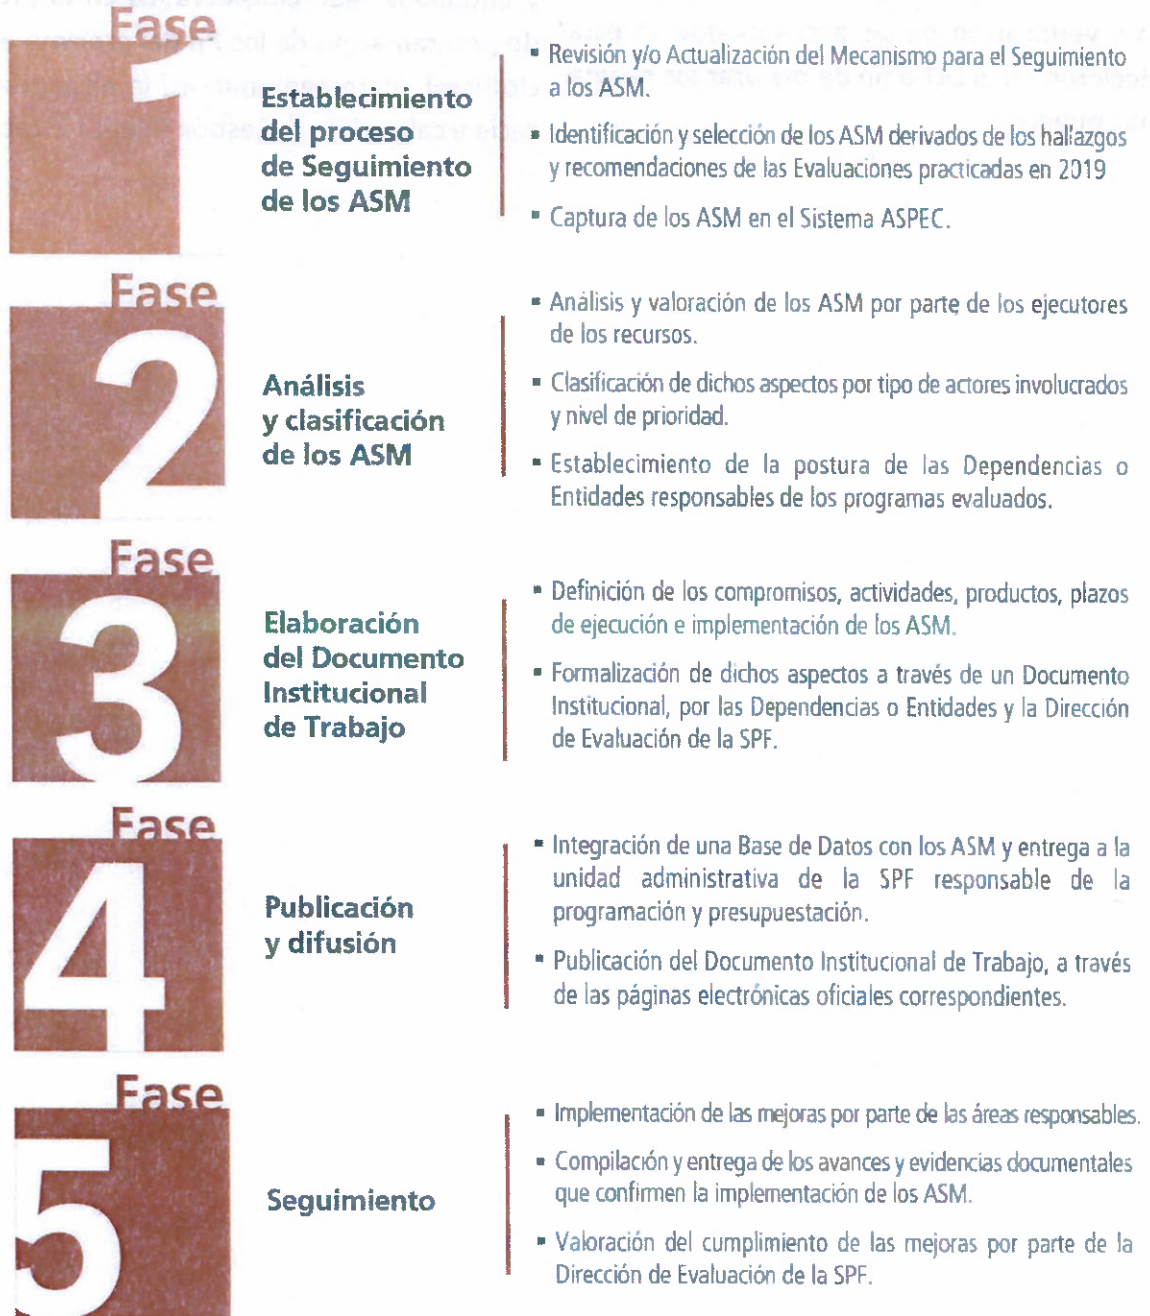 Fase
1
Establecimiento
del proceso
de Seguimiento
de los ASM
▪ Revisión y/o Actualización del Mecanismo para el Seguimiento
a los ASM.
▪ Identificación y selección de los ASM derivados de los hallazgos
y recomendaciones de las Evaluaciones practicadas en 2019
▪ Captura de los ASM en el Sistema ASPEC.
Fase
2
Análisis
y clasificación
de los ASM
▪ Análisis y valoración de los ASM por parte de los ejecutores
de los recursos.
▪ Clasificación de dichos aspectos por tipo de actores involucrados
y nivel de prioridad.
▪ Establecimiento de la postura de las Dependencias o
Entidades responsables de los programas evaluados.
Fase
3
Elaboración
del Documento
Institucional
de Trabajo
▪ Definición de los compromisos, actividades, productos, plazos
de ejecución e implementación de los ASM.
▪ Formalización de dichos aspectos a través de un Documento
Institucional, por las Dependencias o Entidades y la Dirección
de Evaluación de la SPF.
Fase
4
Publicación
y difusión
▪ Integración de una Base de Datos con los ASM y entrega a la
unidad administrativa de la SPF responsable de la
programación y presupuestación.
▪ Publicación del Documento Institucional de Trabajo, a través
de las páginas electrónicas oficiales correspondientes.
Fase
5
Seguimiento
▪ Implementación de las mejoras por parte de las áreas responsables.
▪ Compilación y entrega de los avances y evidencias documentales
que confirmen la implementación de los ASM.
▪ Valoración del cumplimiento de las mejoras por parte de la
Dirección de Evaluación de la SPF.